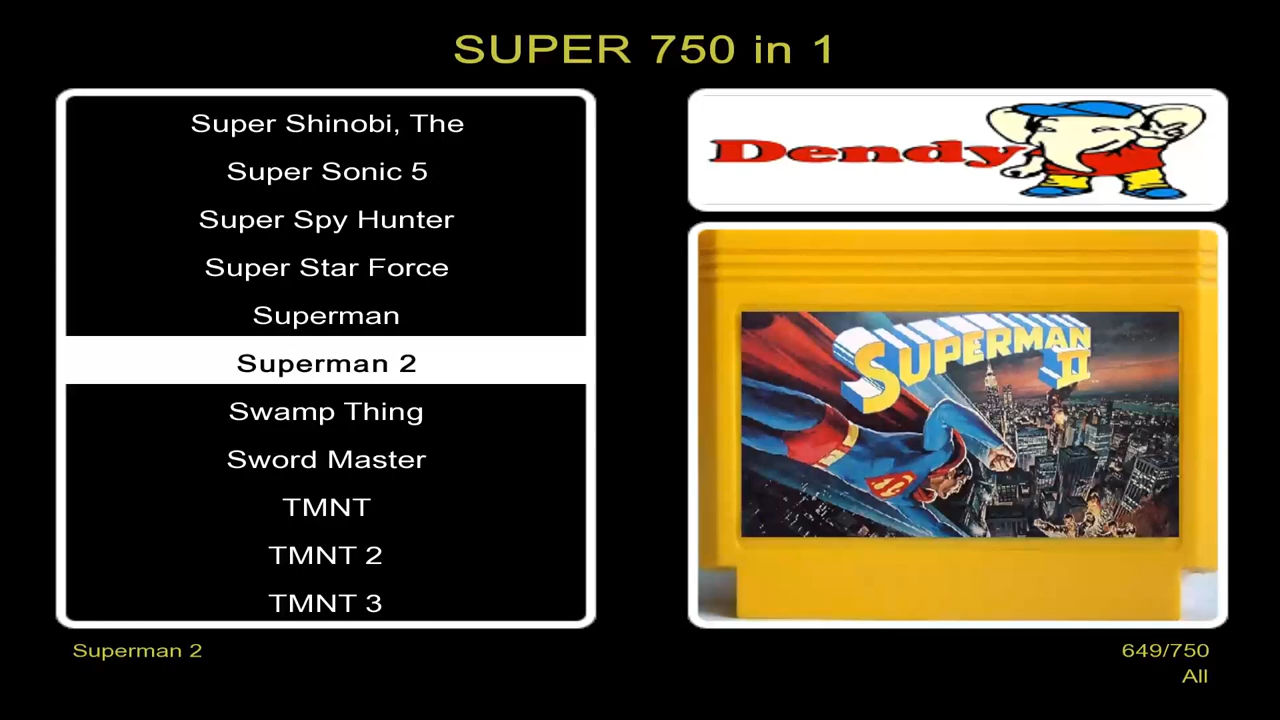 SUPER 750 in 1
Super Shinobi, The
Super Sonic 5
Super Spy Hunter
Super Star Force
Superman
Superman 2
Swamp Thing
Sword Master
TMNT
TMNT 2
TMNT 3
Dendy
SUPERMAN
II
Superman 2
649/750
All